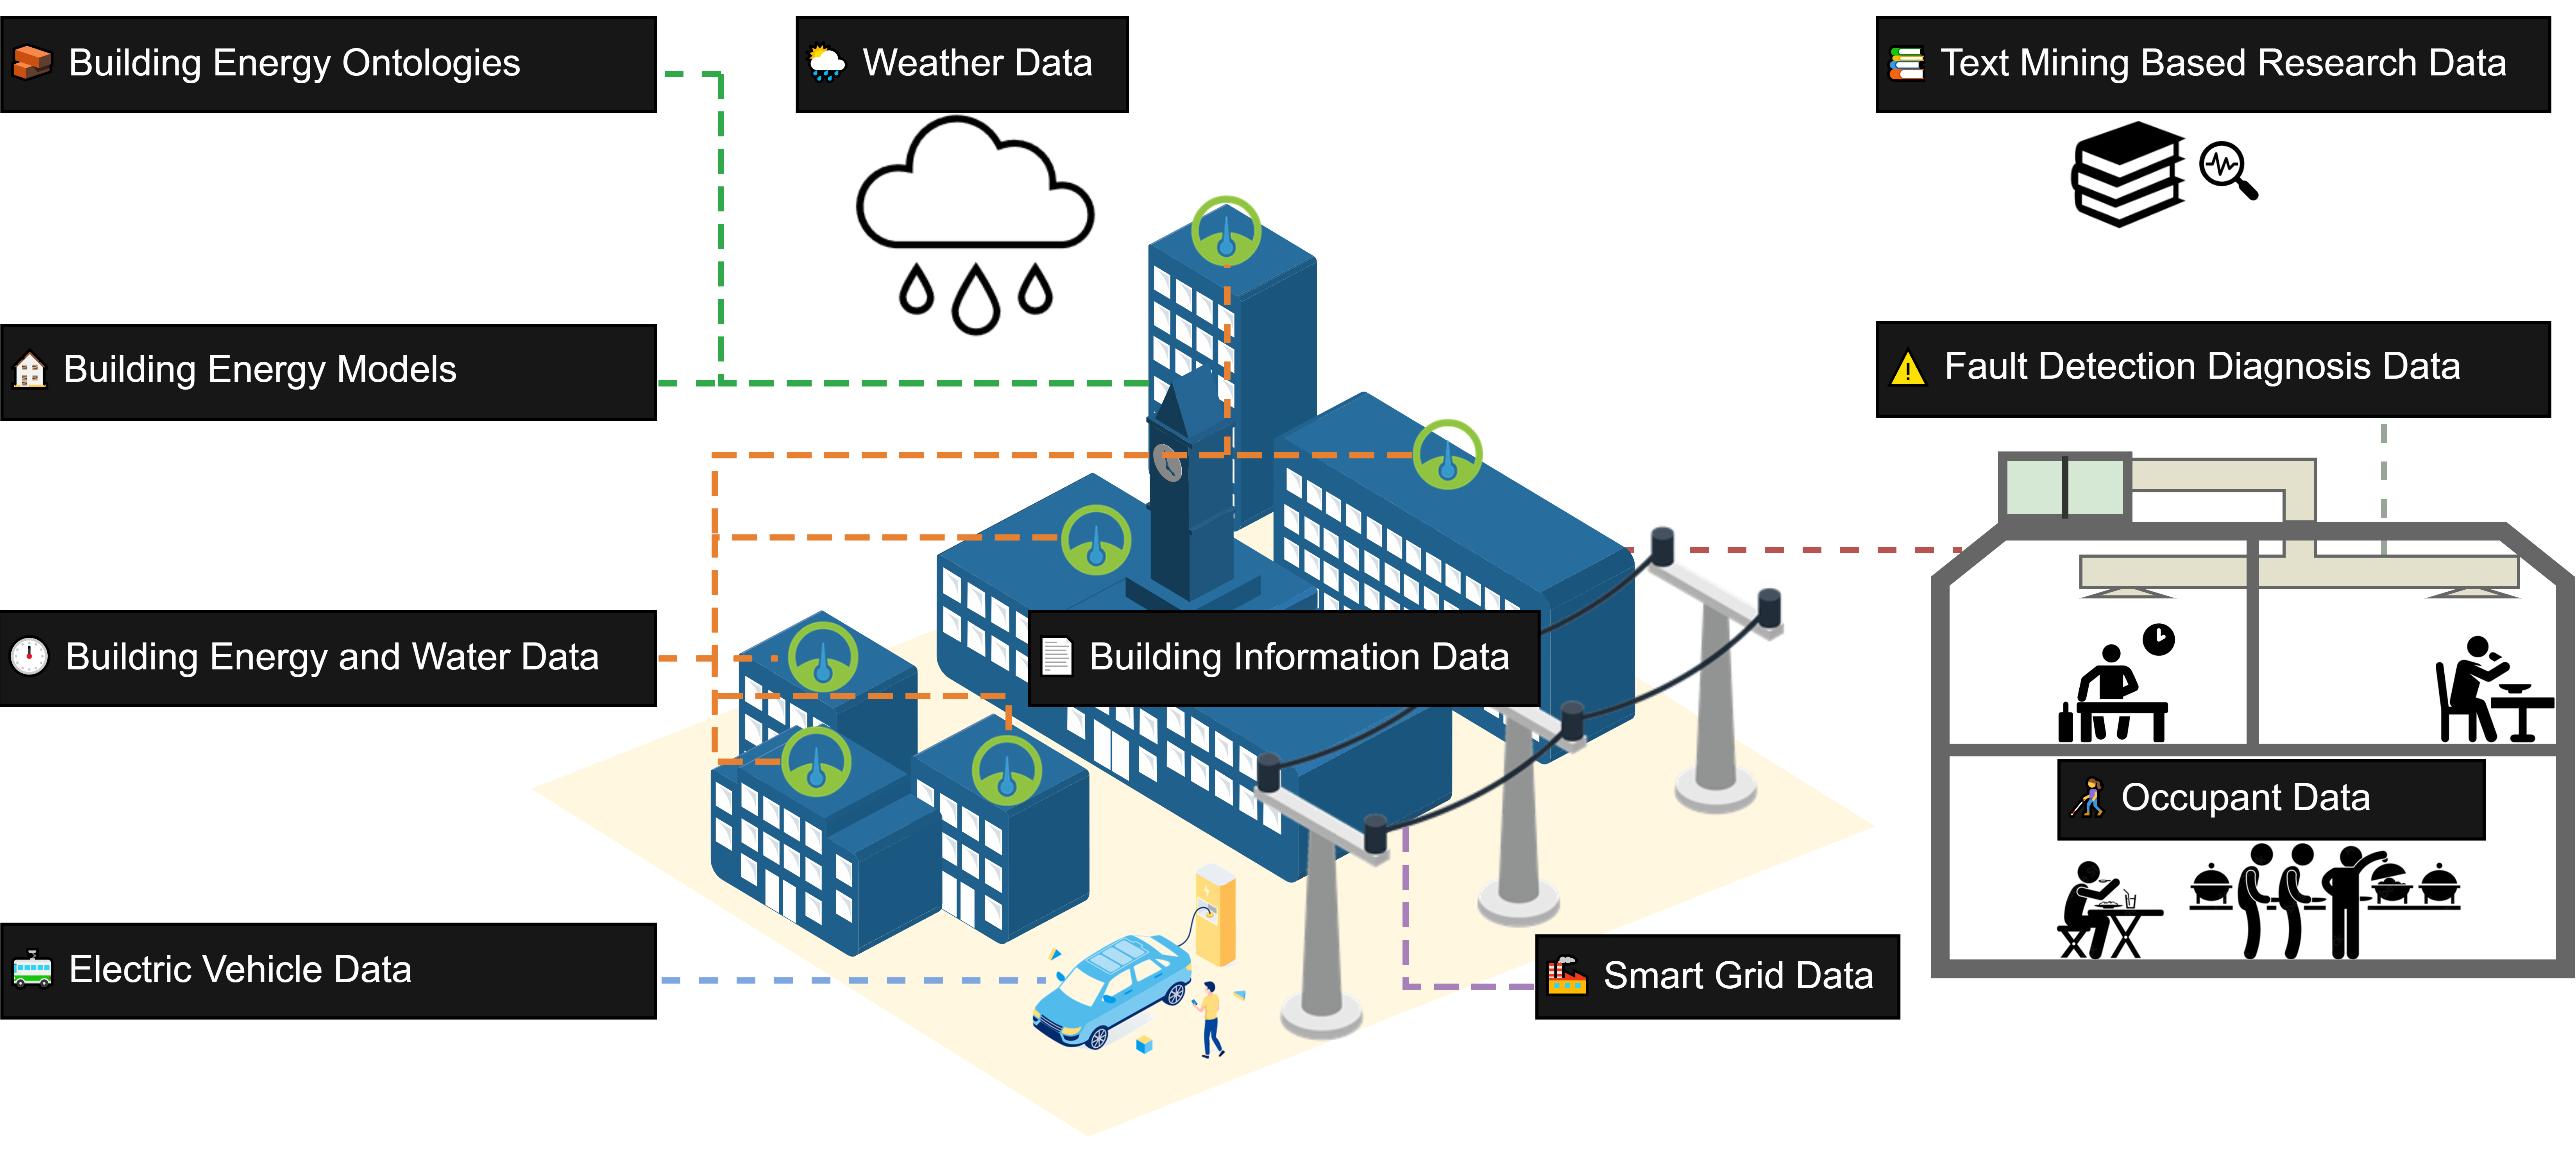 Building Energy Ontologies
Weather Data
Text Mining Based Research Data
Building Energy Models
Fault Detection Diagnosis Data
Building Energy and Water Data
Building Information Data
Occupant Data
Electric Vehicle Data
Smart Grid Data